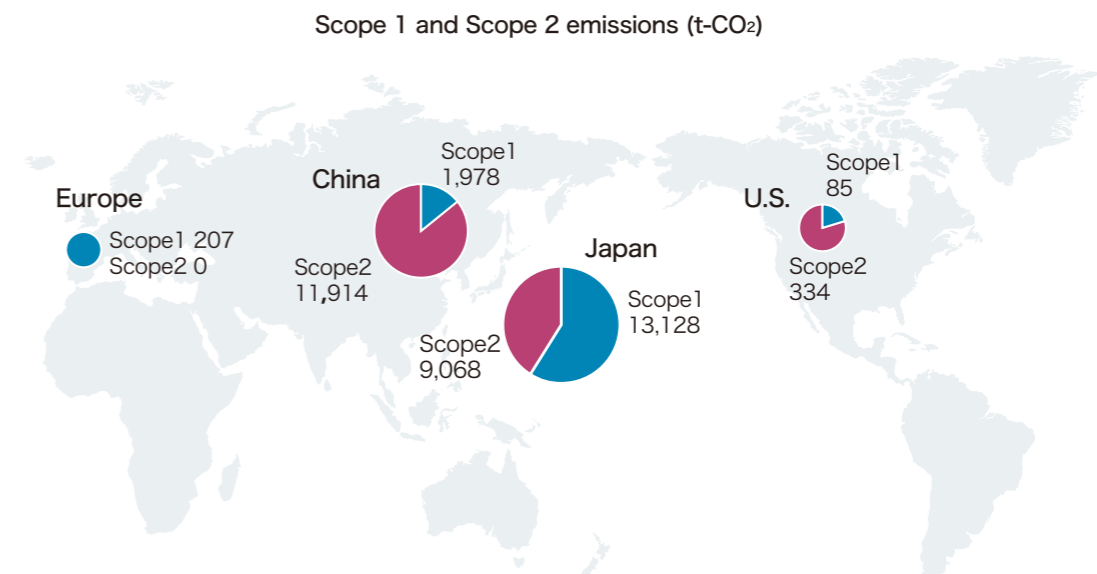 Scope 1 and Scope 2 emissions (t-CO2)
Europe
Scope1 207
Scope2 0
China
Scope1
1,978
Scope2
11,914
Japan
Scope1
13,128
Scope2
9,068
U.S.
Scope1
85
Scope2
334